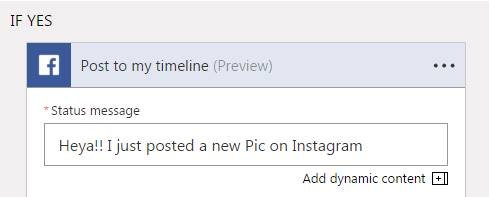 IF YES
Post to my timeline (Preview)
* Status message
Heya!! I just posted a new Pic on Instagram
Add dynamic content